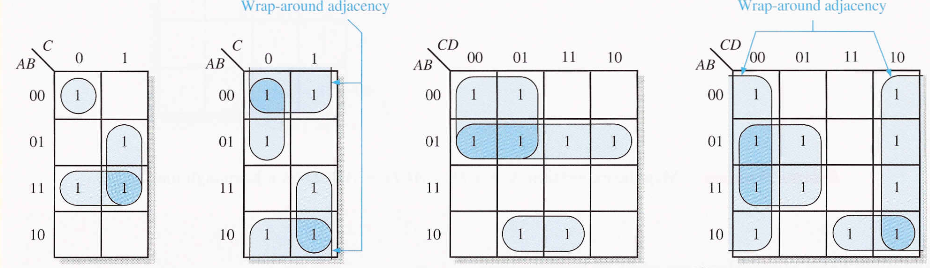 Wrap-around adjacency
Wrap-around adjacency
C
AB
0 1
00 1
01 1
11 1 1
10
C
AB
0 1
00 1 1
01 1
11 1
10 1 1
CD
AB
00 01 11 10
00 1 1
01 1 1 1 1
11
10 1 1
CD
AB
00 01 11 10
00 1 1
01 1 1 1
11 1 1 1
10 1 1 1